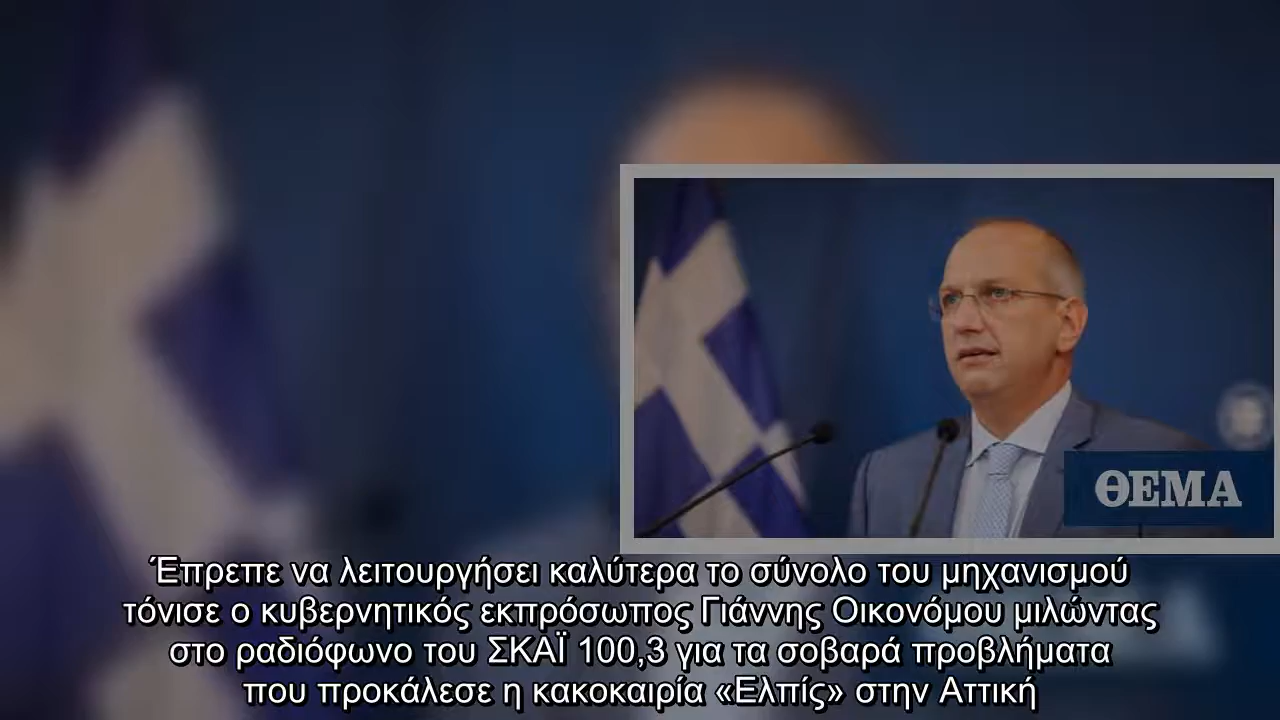 ΘΕΜΑ
Έπρεπε να λειτουργήσει καλύτερα το σύνολο του μηχανισμού
τόνισε ο κυβερνητικός εκπρόσωπος Γιάννης Οικονόμου μιλώντας
στο ραδιόφωνο του ΣΚΑΪ 100,3 για τα σοβαρά προβλήματα
που προκάλεσε η κακοκαιρία «Ελπίς» στην Αττική